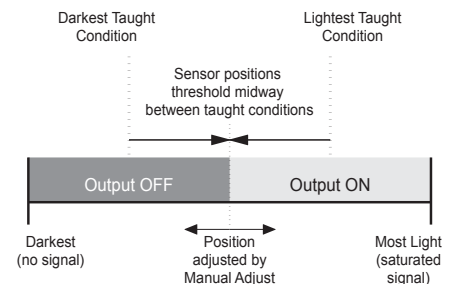 Darkest Taught
Condition
Lightest Taught
Condition
Sensor positions
threshold midway
between taught conditions
Output OFF
Output ON
Darkest
(no signal)
Position
adjusted by
Manual Adjust
Most Light
(saturated
signal)